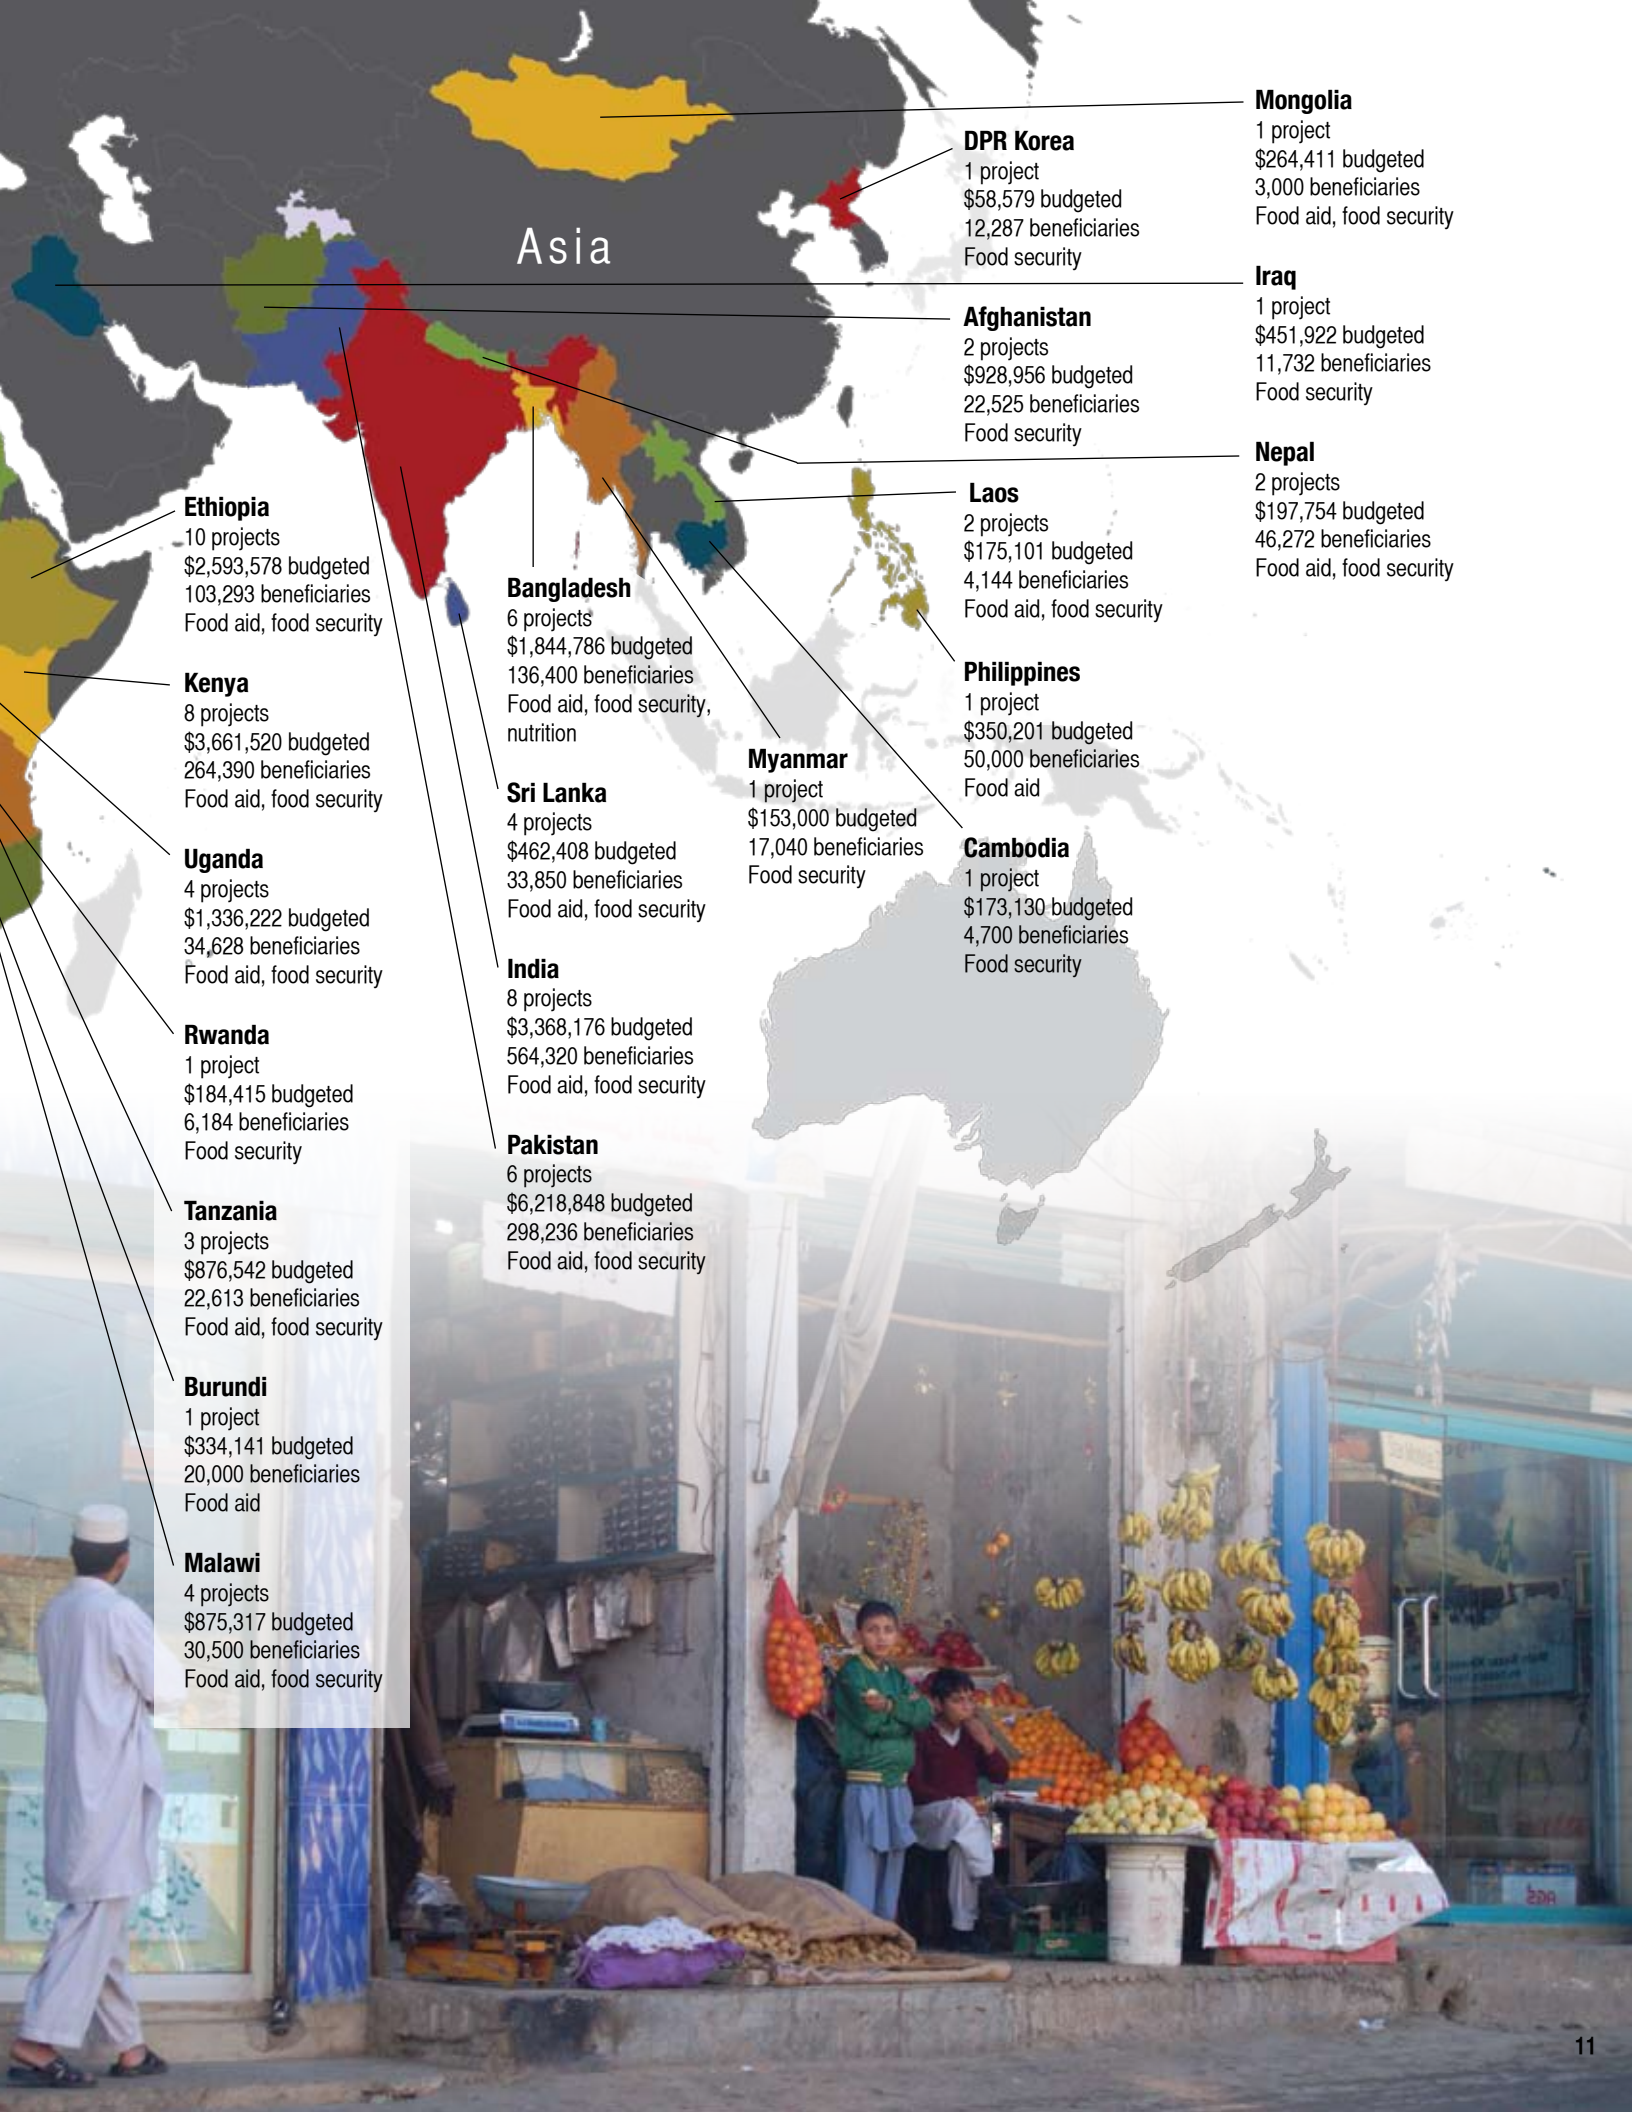 Asia
Mongolia
1 project
$264,411 budgeted
3,000 beneficiaries
Food aid, food security
DPR Korea
1 project
$58,579 budgeted
12,287 beneficiaries
Food security
Iraq
1 project
$451,922 budgeted
11,732 beneficiaries
Food security
Afghanistan
2 projects
$928,956 budgeted
22,525 beneficiaries
Food security
Nepal
2 projects
$197,754 budgeted
46,272 beneficiaries
Food aid, food security
Laos
2 projects
$175,101 budgeted
4,144 beneficiaries
Food aid, food security
Philippines
1 project
$350,201 budgeted
50,000 beneficiaries
Food aid
Cambodia
1 project
$173,130 budgeted
4,700 beneficiaries
Food security
Myanmar
1 project
$153,000 budgeted
17,040 beneficiaries
Food security
Bangladesh
6 projects
$1,844,786 budgeted
136,400 beneficiaries
Food aid, food security,
nutrition
Sri Lanka
4 projects
$462,408 budgeted
33,850 beneficiaries
Food aid, food security
India
8 projects
$3,368,176 budgeted
564,320 beneficiaries
Food aid, food security
Pakistan
6 projects
$6,218,848 budgeted
298,236 beneficiaries
Food aid, food security
Ethiopia
10 projects
$2,593,578 budgeted
103,293 beneficiaries
Food aid, food security
Kenya
8 projects
$3,661,520 budgeted
264,390 beneficiaries
Food aid, food security
Uganda
4 projects
$1,336,222 budgeted
34,628 beneficiaries
Food aid, food security
Rwanda
1 project
$184,415 budgeted
6,184 beneficiaries
Food security
Tanzania
3 projects
$876,542 budgeted
22,613 beneficiaries
Food aid, food security
Burundi
1 project
$334,141 budgeted
20,000 beneficiaries
Food aid
Malawi
4 projects
$875,317 budgeted
30,500 beneficiaries
Food aid, food security
11